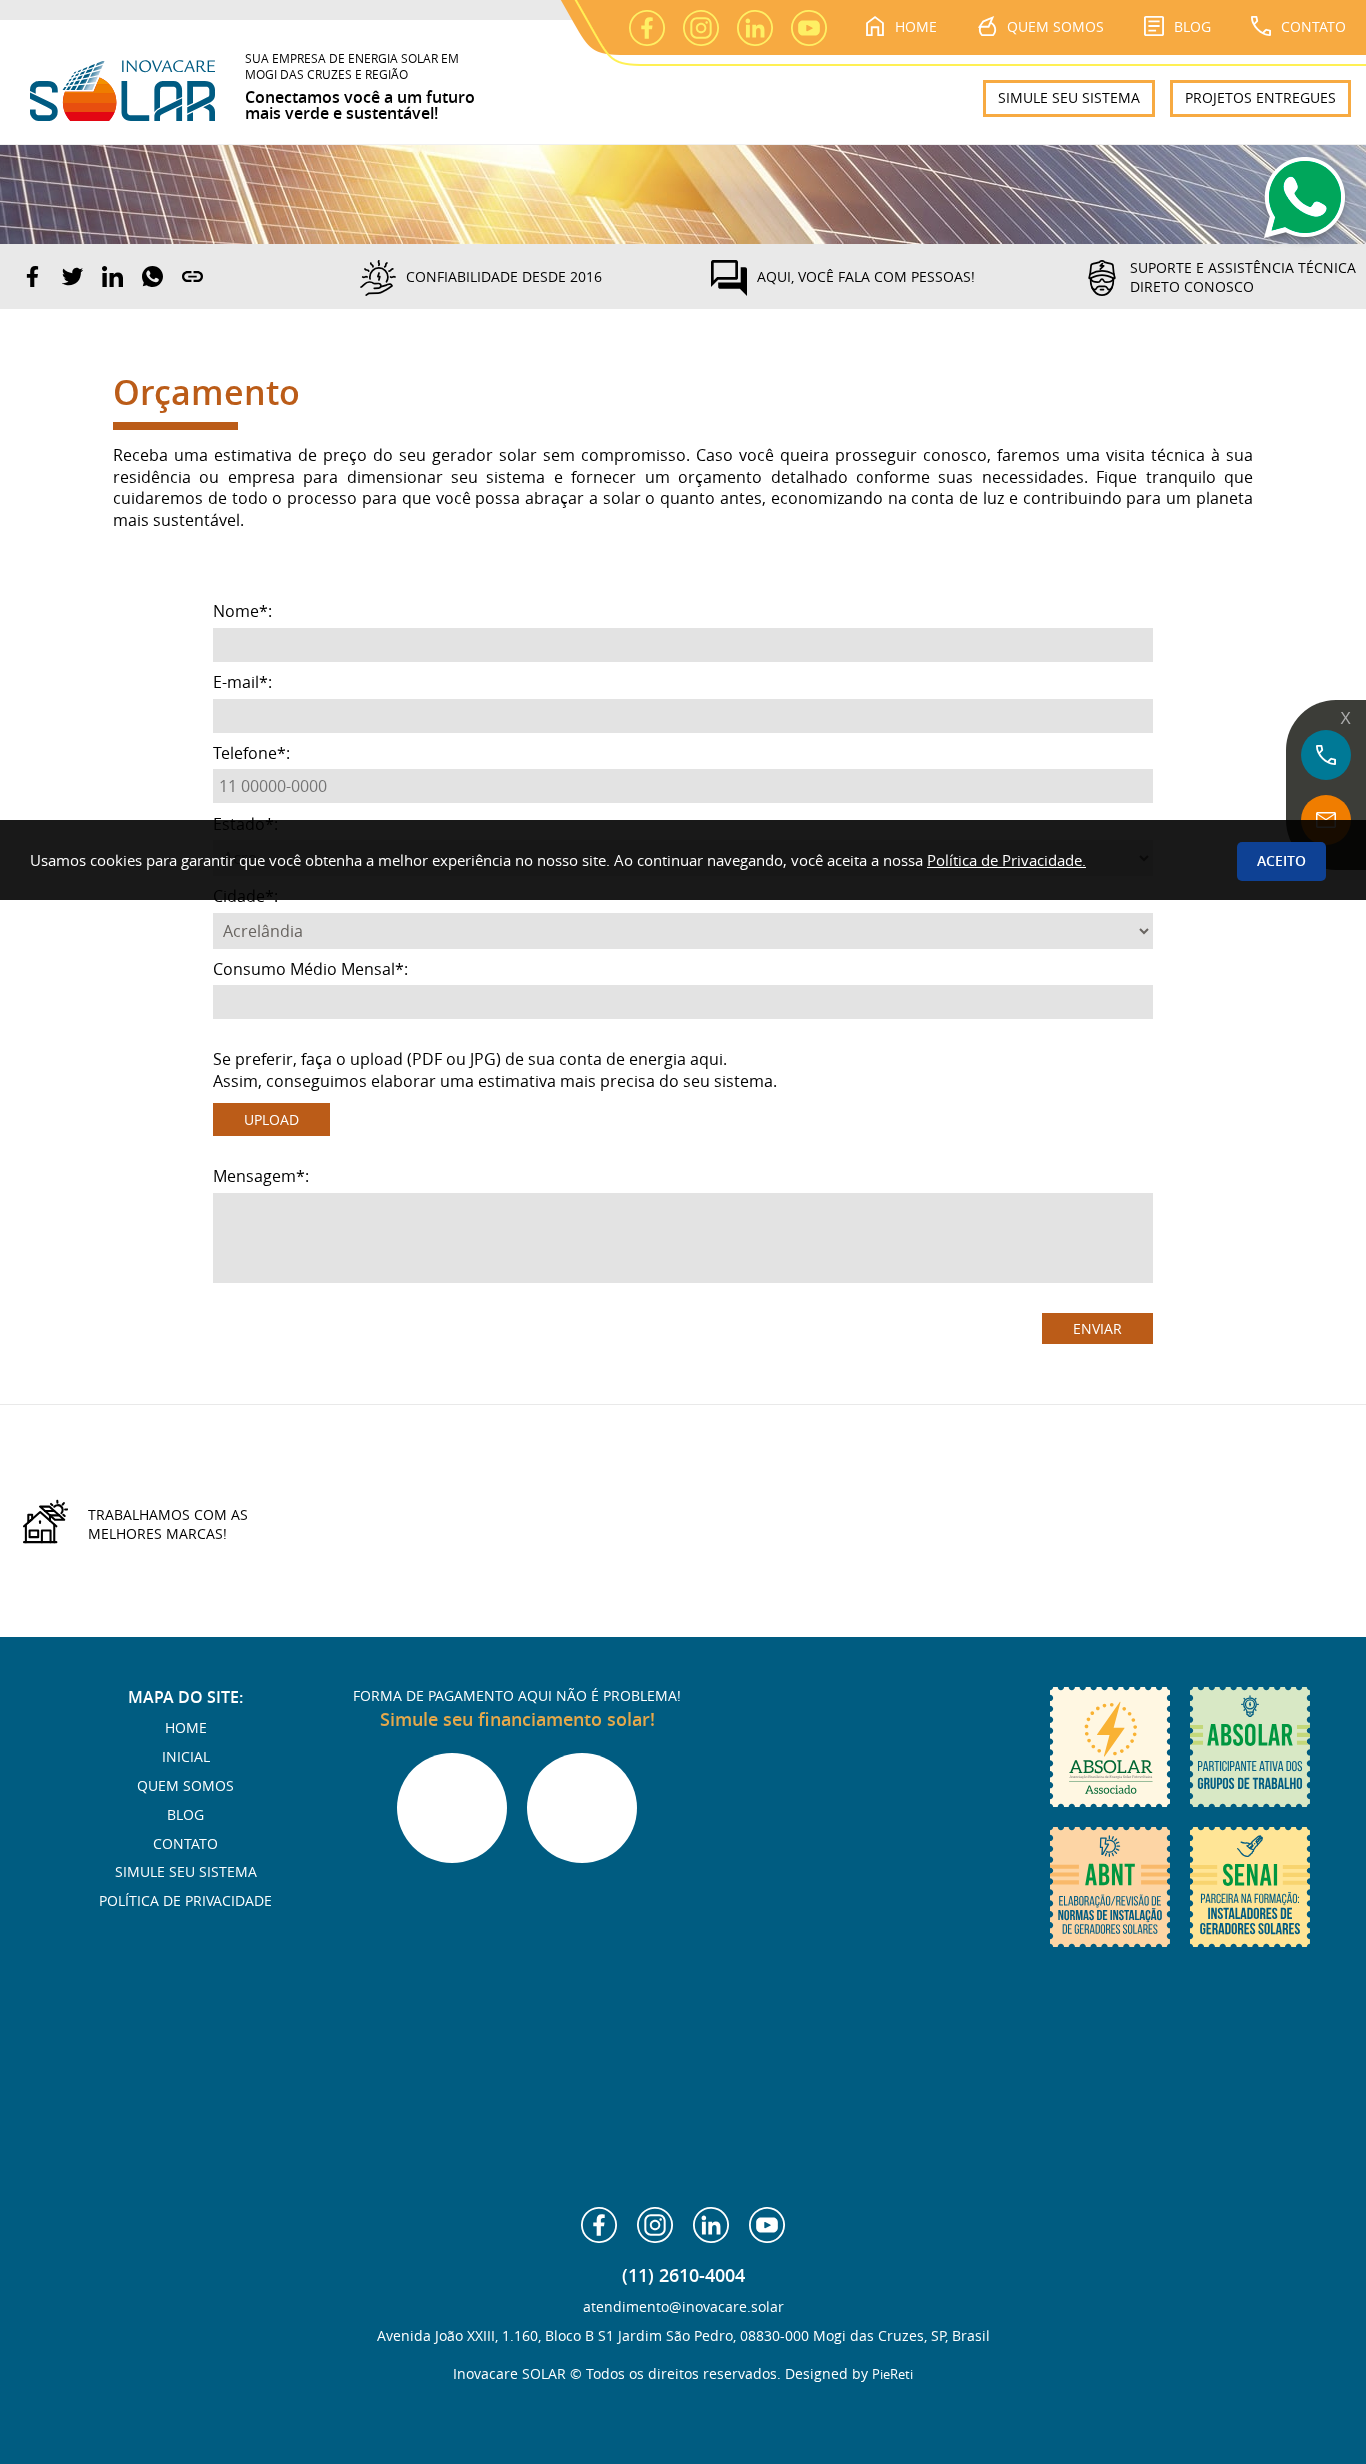 HOME
QUEM SOMOS
BLOG
CONTATO
INOVACARE
SOLAR
SUA EMPRESA DE ENERGIA SOLAR EM
MOGI DAS CRUZES E REGIÃO
Conectamos você a um futuro
mais verde e sustentável!
SIMULE SEU SISTEMA
PROJETOS ENTREGUES
CONFIABILIDADE DESDE 2016
AQUI, VOCÊ FALA COM PESSOAS!
SUPORTE E ASSISTÊNCIA TÉCNICA
DIRETO CONOSCO
Orçamento
Receba uma estimativa de preço do seu gerador solar sem compromisso. Caso você queira prosseguir conosco, faremos uma visita técnica à sua
residência ou empresa para dimensionar seu sistema e fornecer um orçamento detalhado conforme suas necessidades. Fique tranquilo que
cuidaremos de todo o processo para que você possa abraçar a solar o quanto antes, economizando na conta de luz e contribuindo para um planeta
mais sustentável.
Nome*:
E-mail*:
Telefone*:
11 00000-0000
X
Estado*:
Usamos cookies para garantir que você obtenha a melhor experiência no nosso site. Ao continuar navegando, você aceita a nossa Política de Privacidade.
ACEITO
Cidade*:
Acrelândia
Consumo Médio Mensal*:
Se preferir, faça o upload (PDF ou JPG) de sua conta de energia aqui.
Assim, conseguimos elaborar uma estimativa mais precisa do seu sistema.
UPLOAD
Mensagem*:
ENVIAR
TRABALHAMOS COM AS
MELHORES MARCAS!
MAPA DO SITE:
HOME
INICIAL
QUEM SOMOS
BLOG
CONTATO
SIMULE SEU SISTEMA
POLÍTICA DE PRIVACIDADE
FORMA DE PAGAMENTO AQUI NÃO É PROBLEMA!
Simule seu financiamento solar!
ABSOLAR
Associado
ABSOLAR
PARTICIPANTE ATIVA DOS
GRUPOS DE TRABALHO
ABNT
ELABORAÇÃO/REVISÃO DE
NORMAS DE INSTALAÇÃO
DE GERADORES SOLARES
SENAI
PARCEIRA NA FORMAÇÃO:
INSTALADORES DE
GERADORES SOLARES
(11) 2610-4004
atendimento@inovacare.solar
Avenida João XXIII, 1.160, Bloco B S1 Jardim São Pedro, 08830-000 Mogi das Cruzes, SP, Brasil
Inovacare SOLAR © Todos os direitos reservados. Designed by PieReti